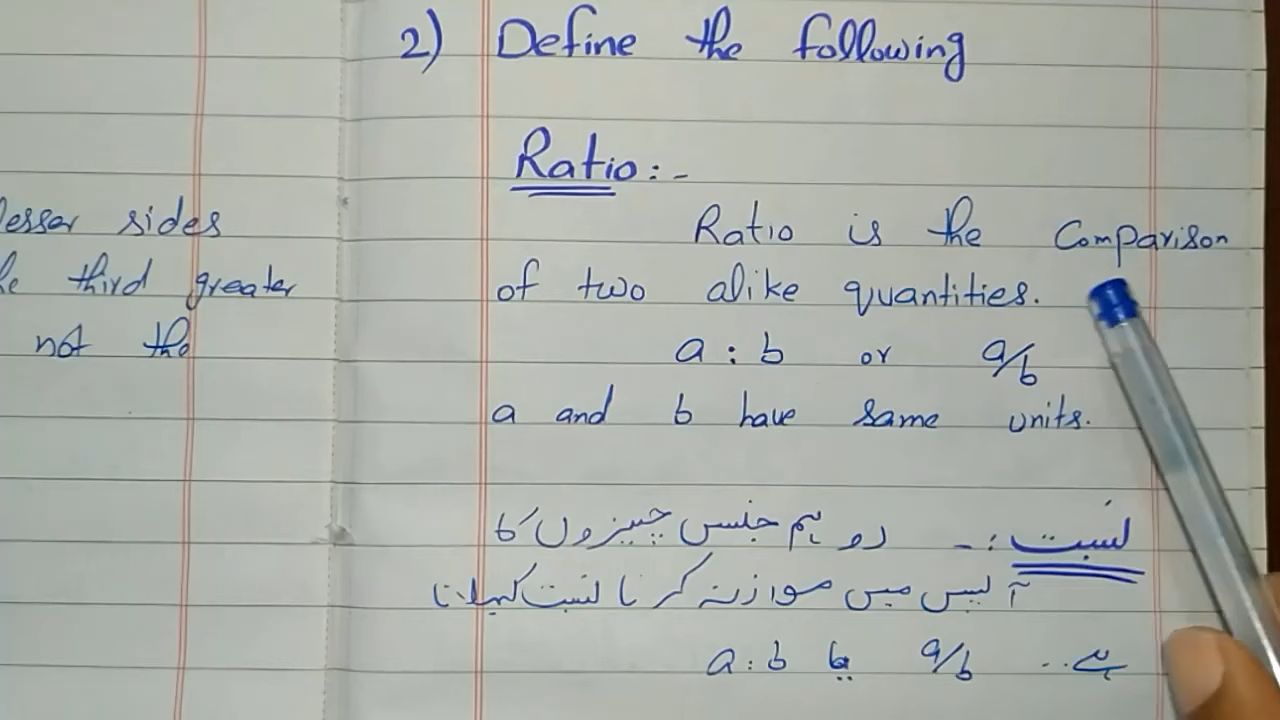 lesser sides
third greater
not the
2) Define the following
Ratio:-
Ratio is the Comparison
of two alike quantities.
a : b or a/b
a and b have same units.
نسبت :۔ دو ہم جنس چیزوں کا
آپس میں موازنہ کرنا نسبت کہلاتا
ہے۔۔ a/b یا a:b